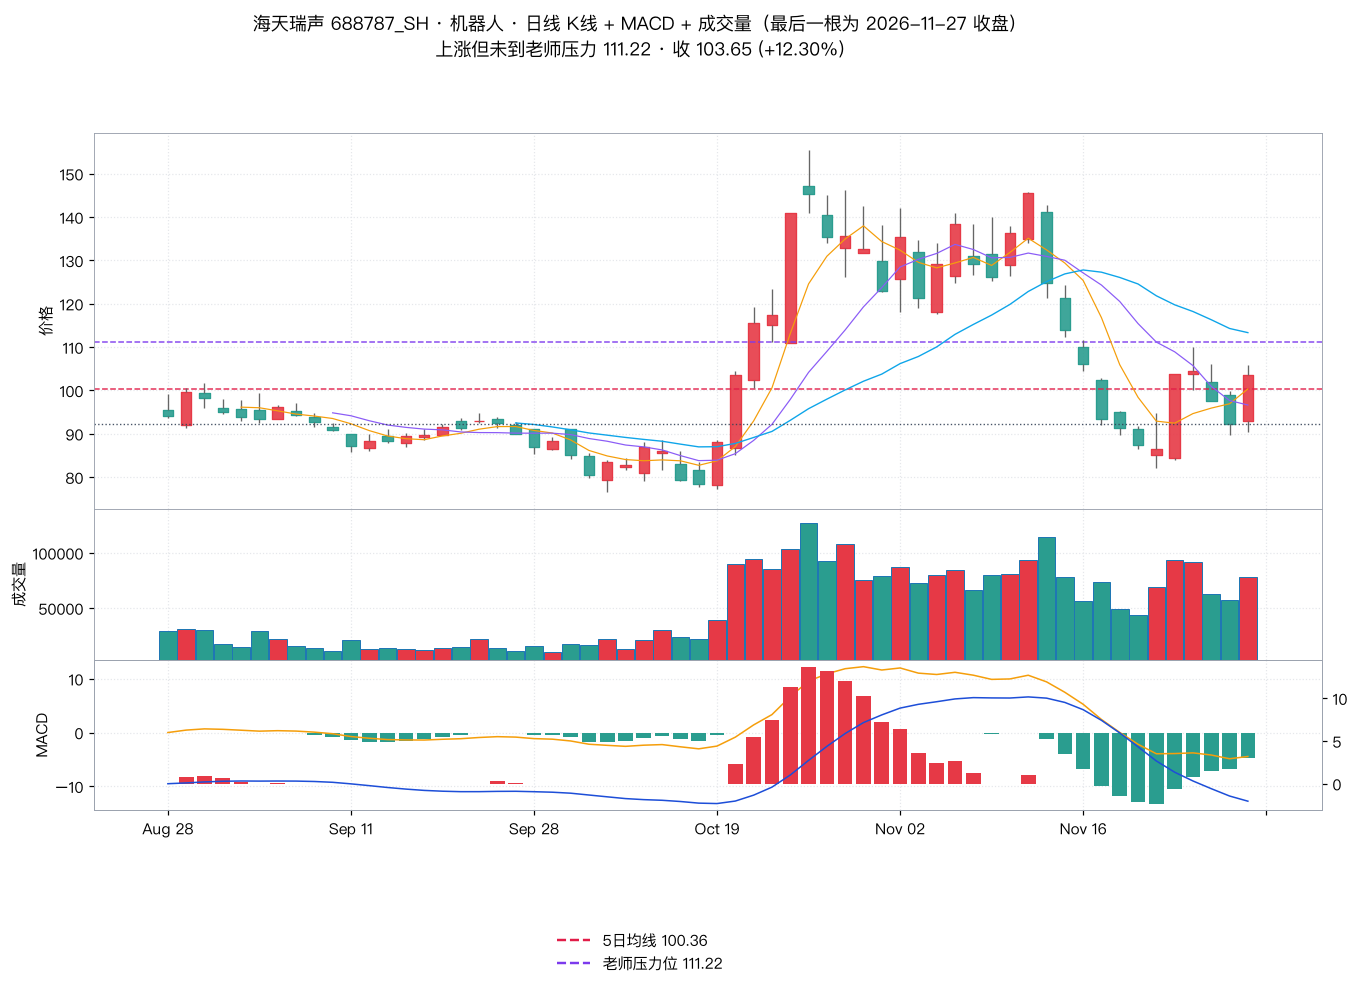 海天瑞声 688787_SH · 机器人 · 日线 K线 + MACD + 成交量（最后一根为 2026−11−27 收盘）
上涨但未到老师压力 111.22 · 收 103.65 (+12.30%)
价格
150
140
130
120
110
100
90
80
成交量
100000
50000
MACD
10
0
−10
10
5
0
Aug 28
Sep 11
Sep 28
Oct 19
Nov 02
Nov 16
5日均线 100.36
老师压力位 111.22